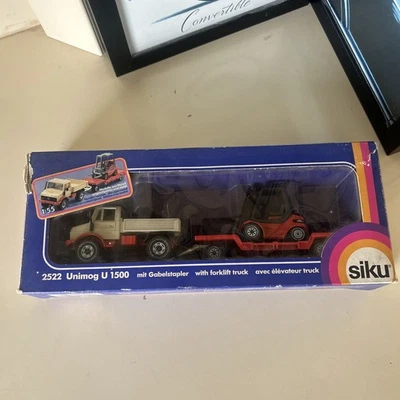 Convertible
1:55
2522 Unimog U 1500 mit Gabelstapler with forklift truck avec élévateur truck
siku